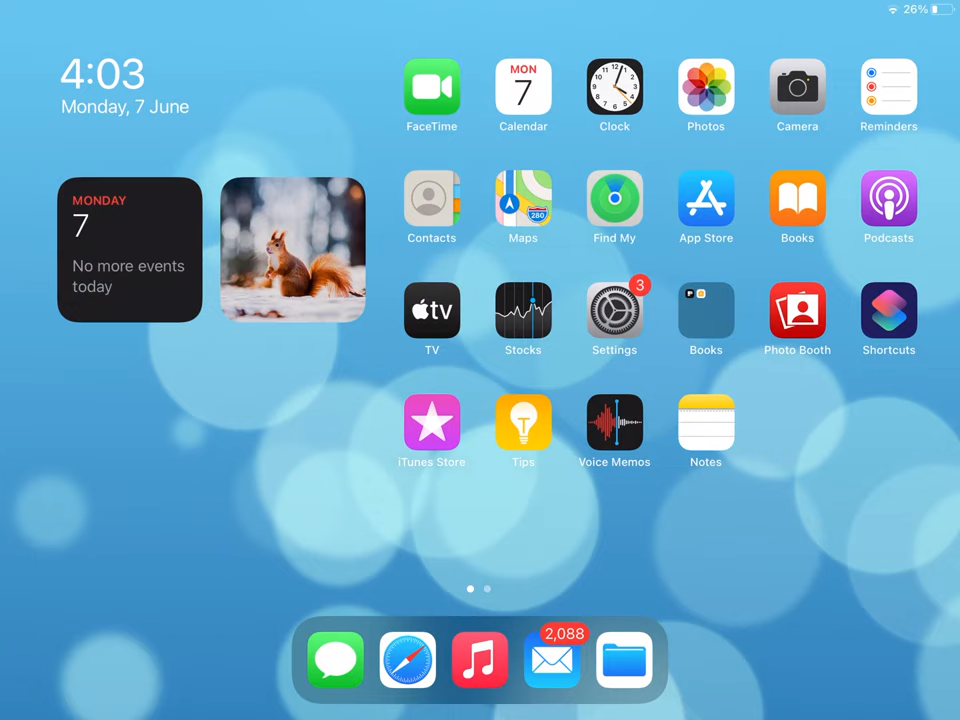 26%
4:03
Monday, 7 June
MONDAY
7
No more events
today
MON
7
12
FaceTime
Calendar
Clock
Photos
Camera
Reminders
280
Contacts
Maps
Find My
App Store
Books
Podcasts
tv
3
TV
Stocks
Settings
Books
Photo Booth
Shortcuts
iTunes Store
Tips
Voice Memos
Notes
2,088